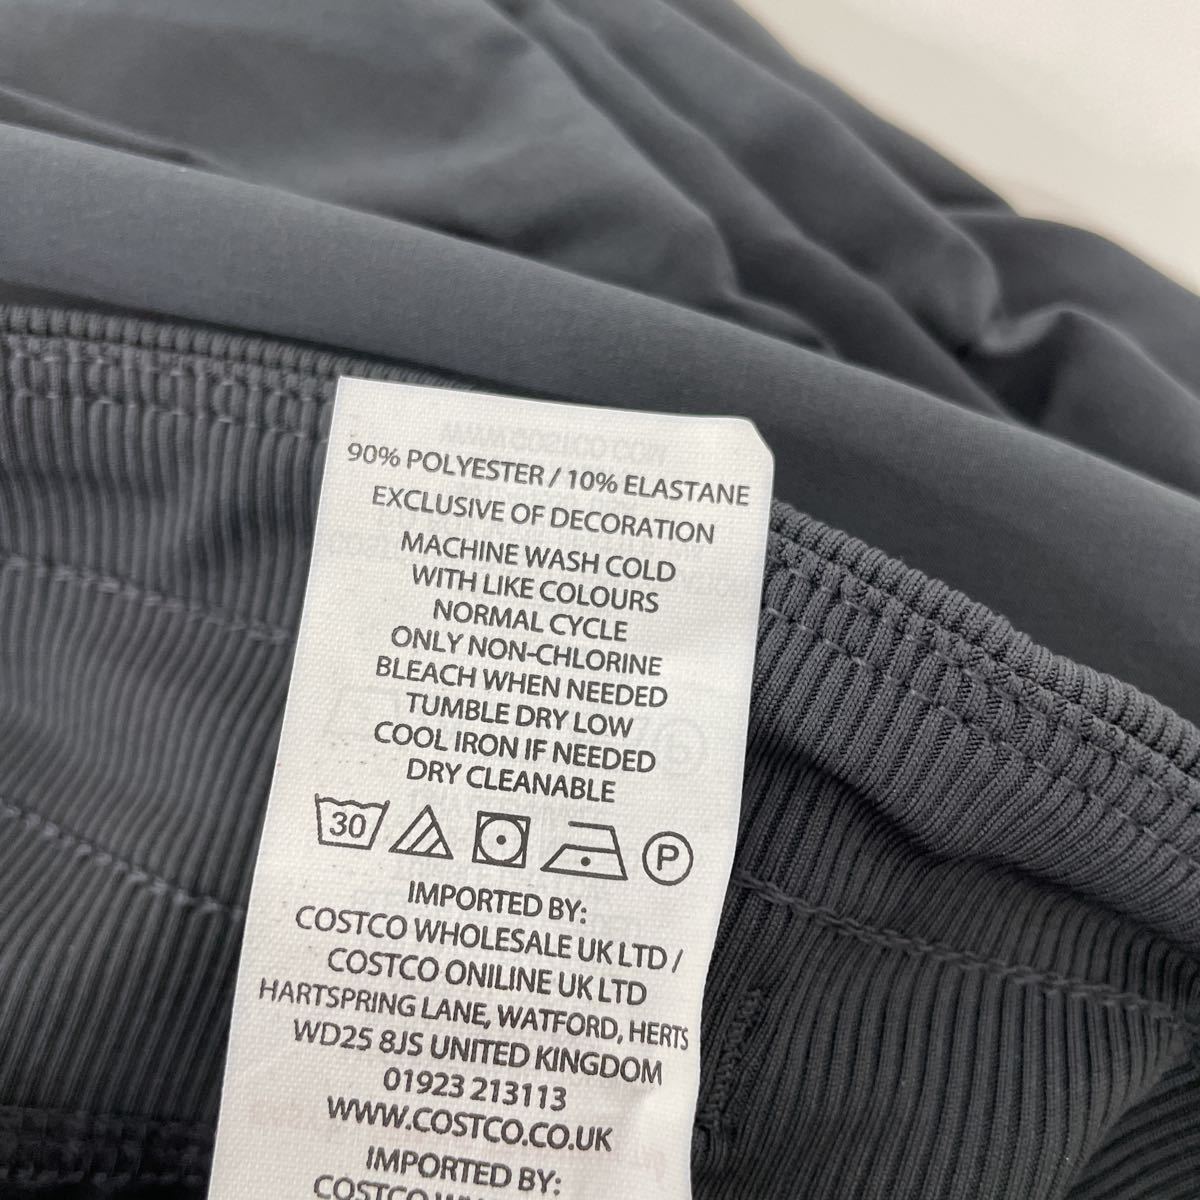 90% POLYESTER / 10% ELASTANE
EXCLUSIVE OF DECORATION
MACHINE WASH COLD
WITH LIKE COLOURS
NORMAL CYCLE
ONLY NON-CHLORINE
BLEACH WHEN NEEDED
TUMBLE DRY LOW
COOL IRON IF NEEDED
DRY CLEANABLE
30 P
IMPORTED BY:
COSTCO WHOLESALE UK LTD /
COSTCO ONILINE UK LTD
HARTSPRING LANE, WATFORD, HERTS
WD25 8JS UNITED KINGDOM
01923 213113
WWW.COSTCO.CO.UK
IMPORTED BY:
COSTCO